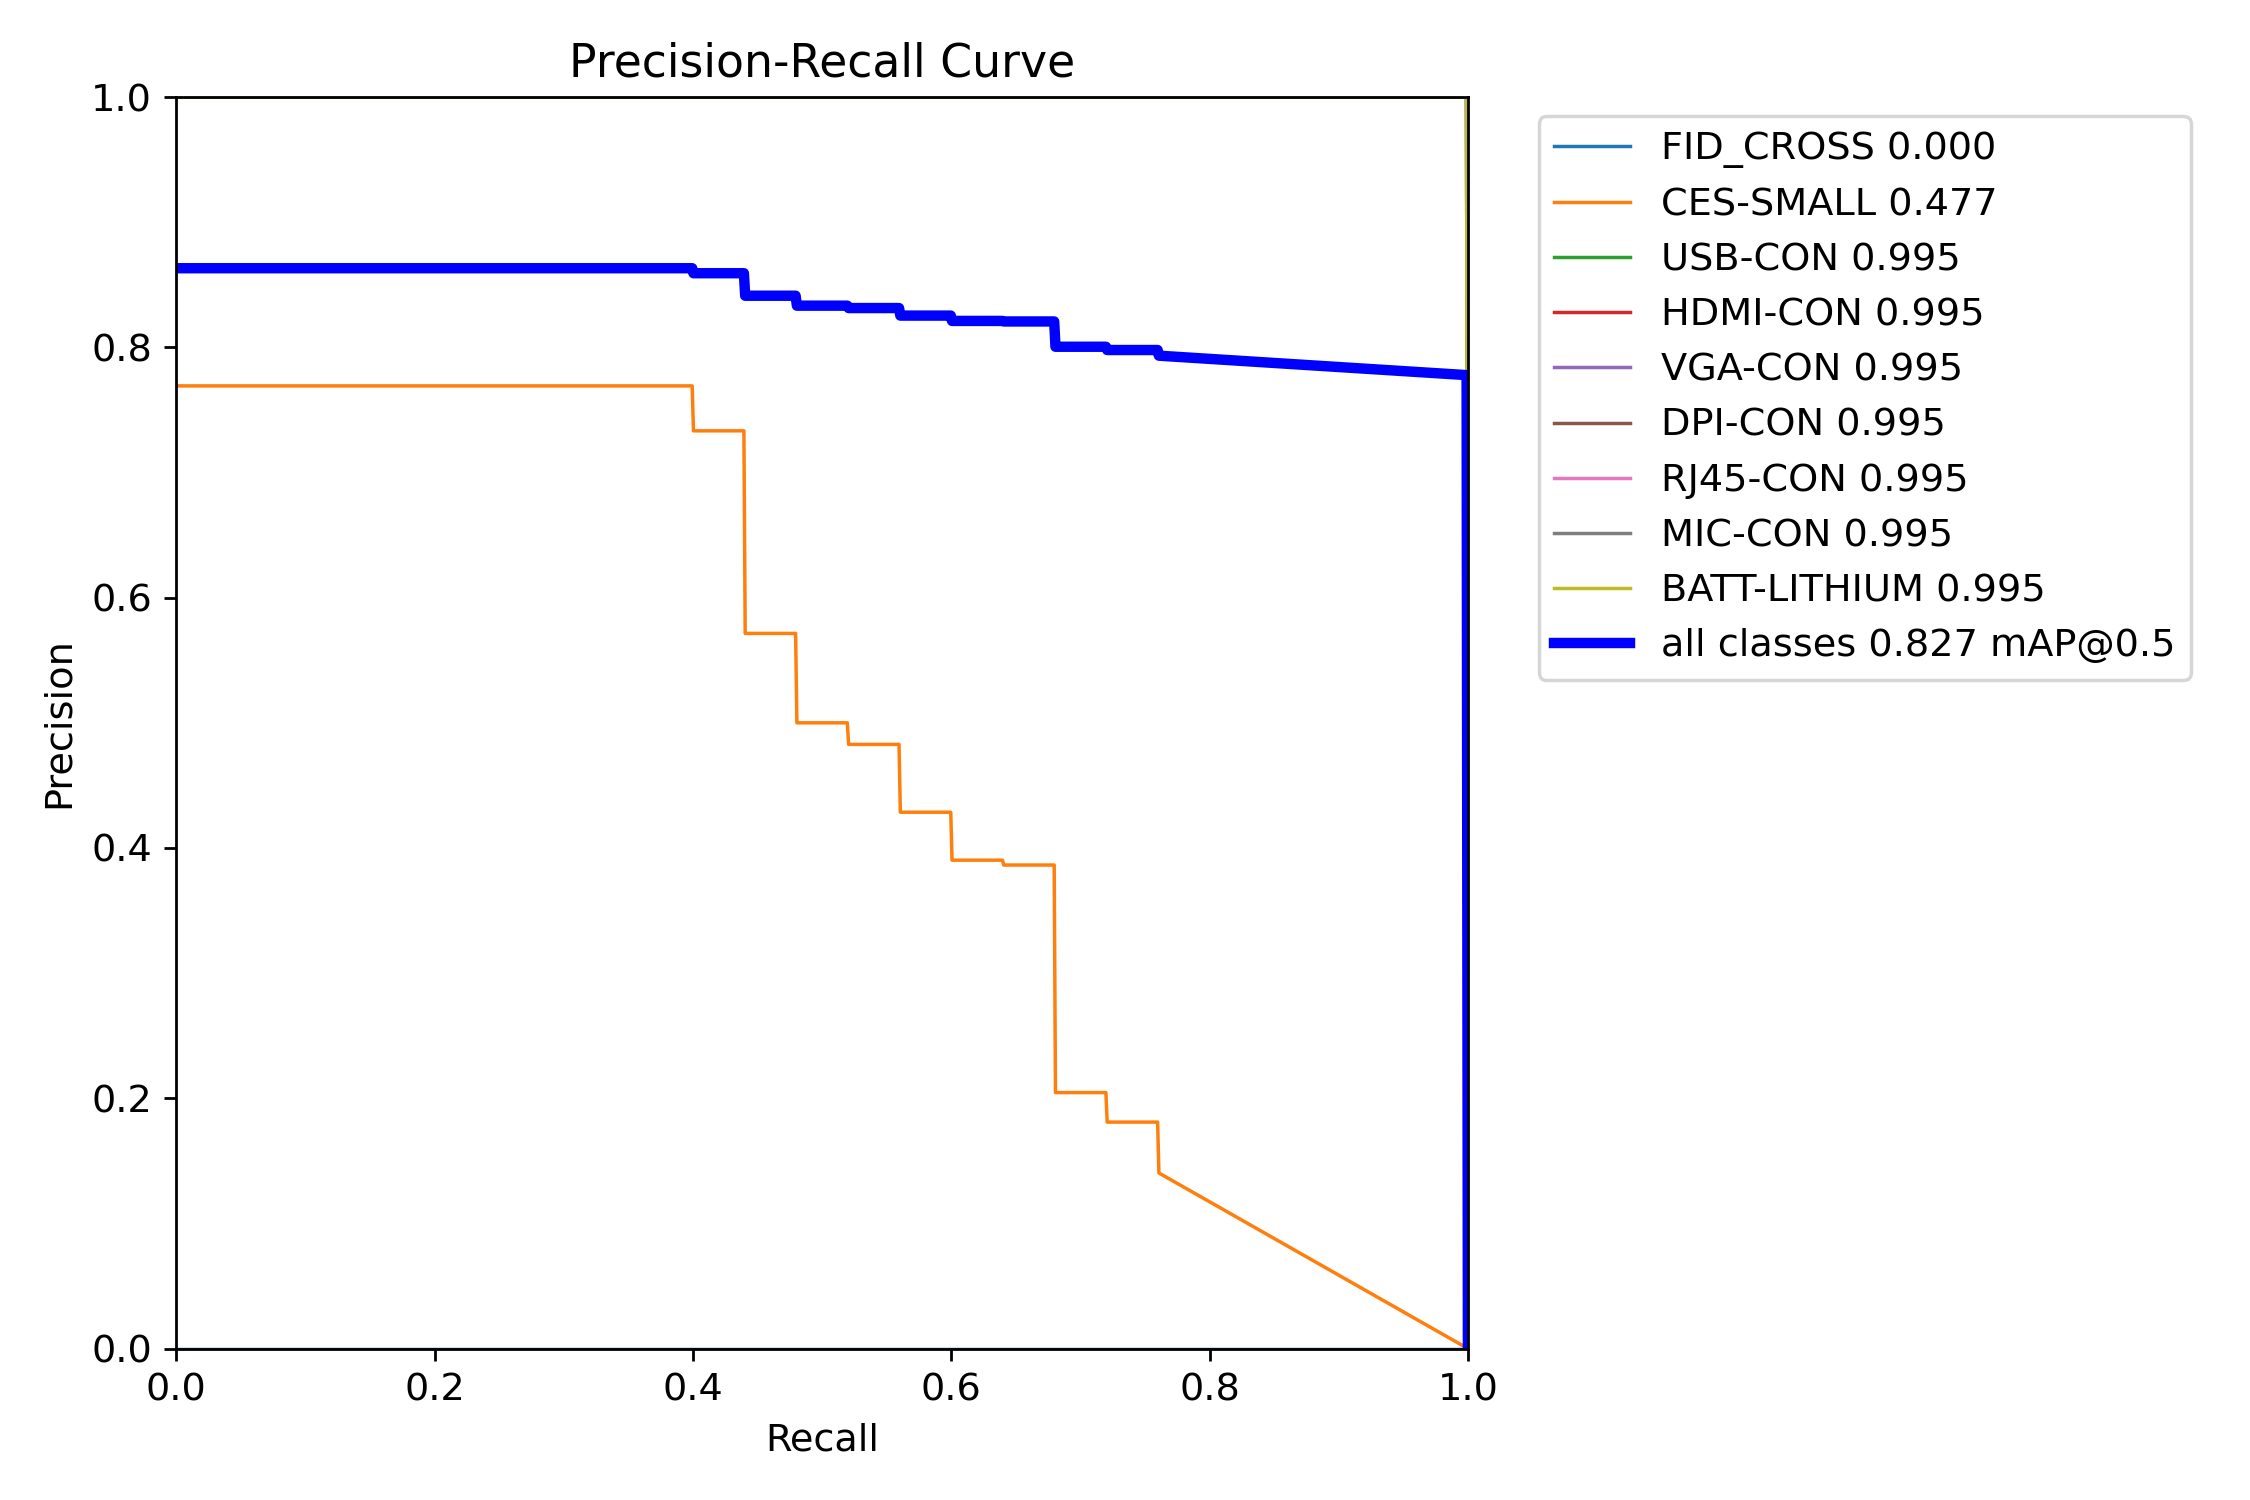 Precision-Recall Curve
1.0
0.8
0.6
0.4
0.2
0.0
Precision
0.0 0.2 0.4 0.6 0.8 1.0
Recall
FID_CROSS 0.000
CES-SMALL 0.477
USB-CON 0.995
HDMI-CON 0.995
VGA-CON 0.995
DPI-CON 0.995
RJ45-CON 0.995
MIC-CON 0.995
BATT-LITHIUM 0.995
all classes 0.827 mAP@0.5